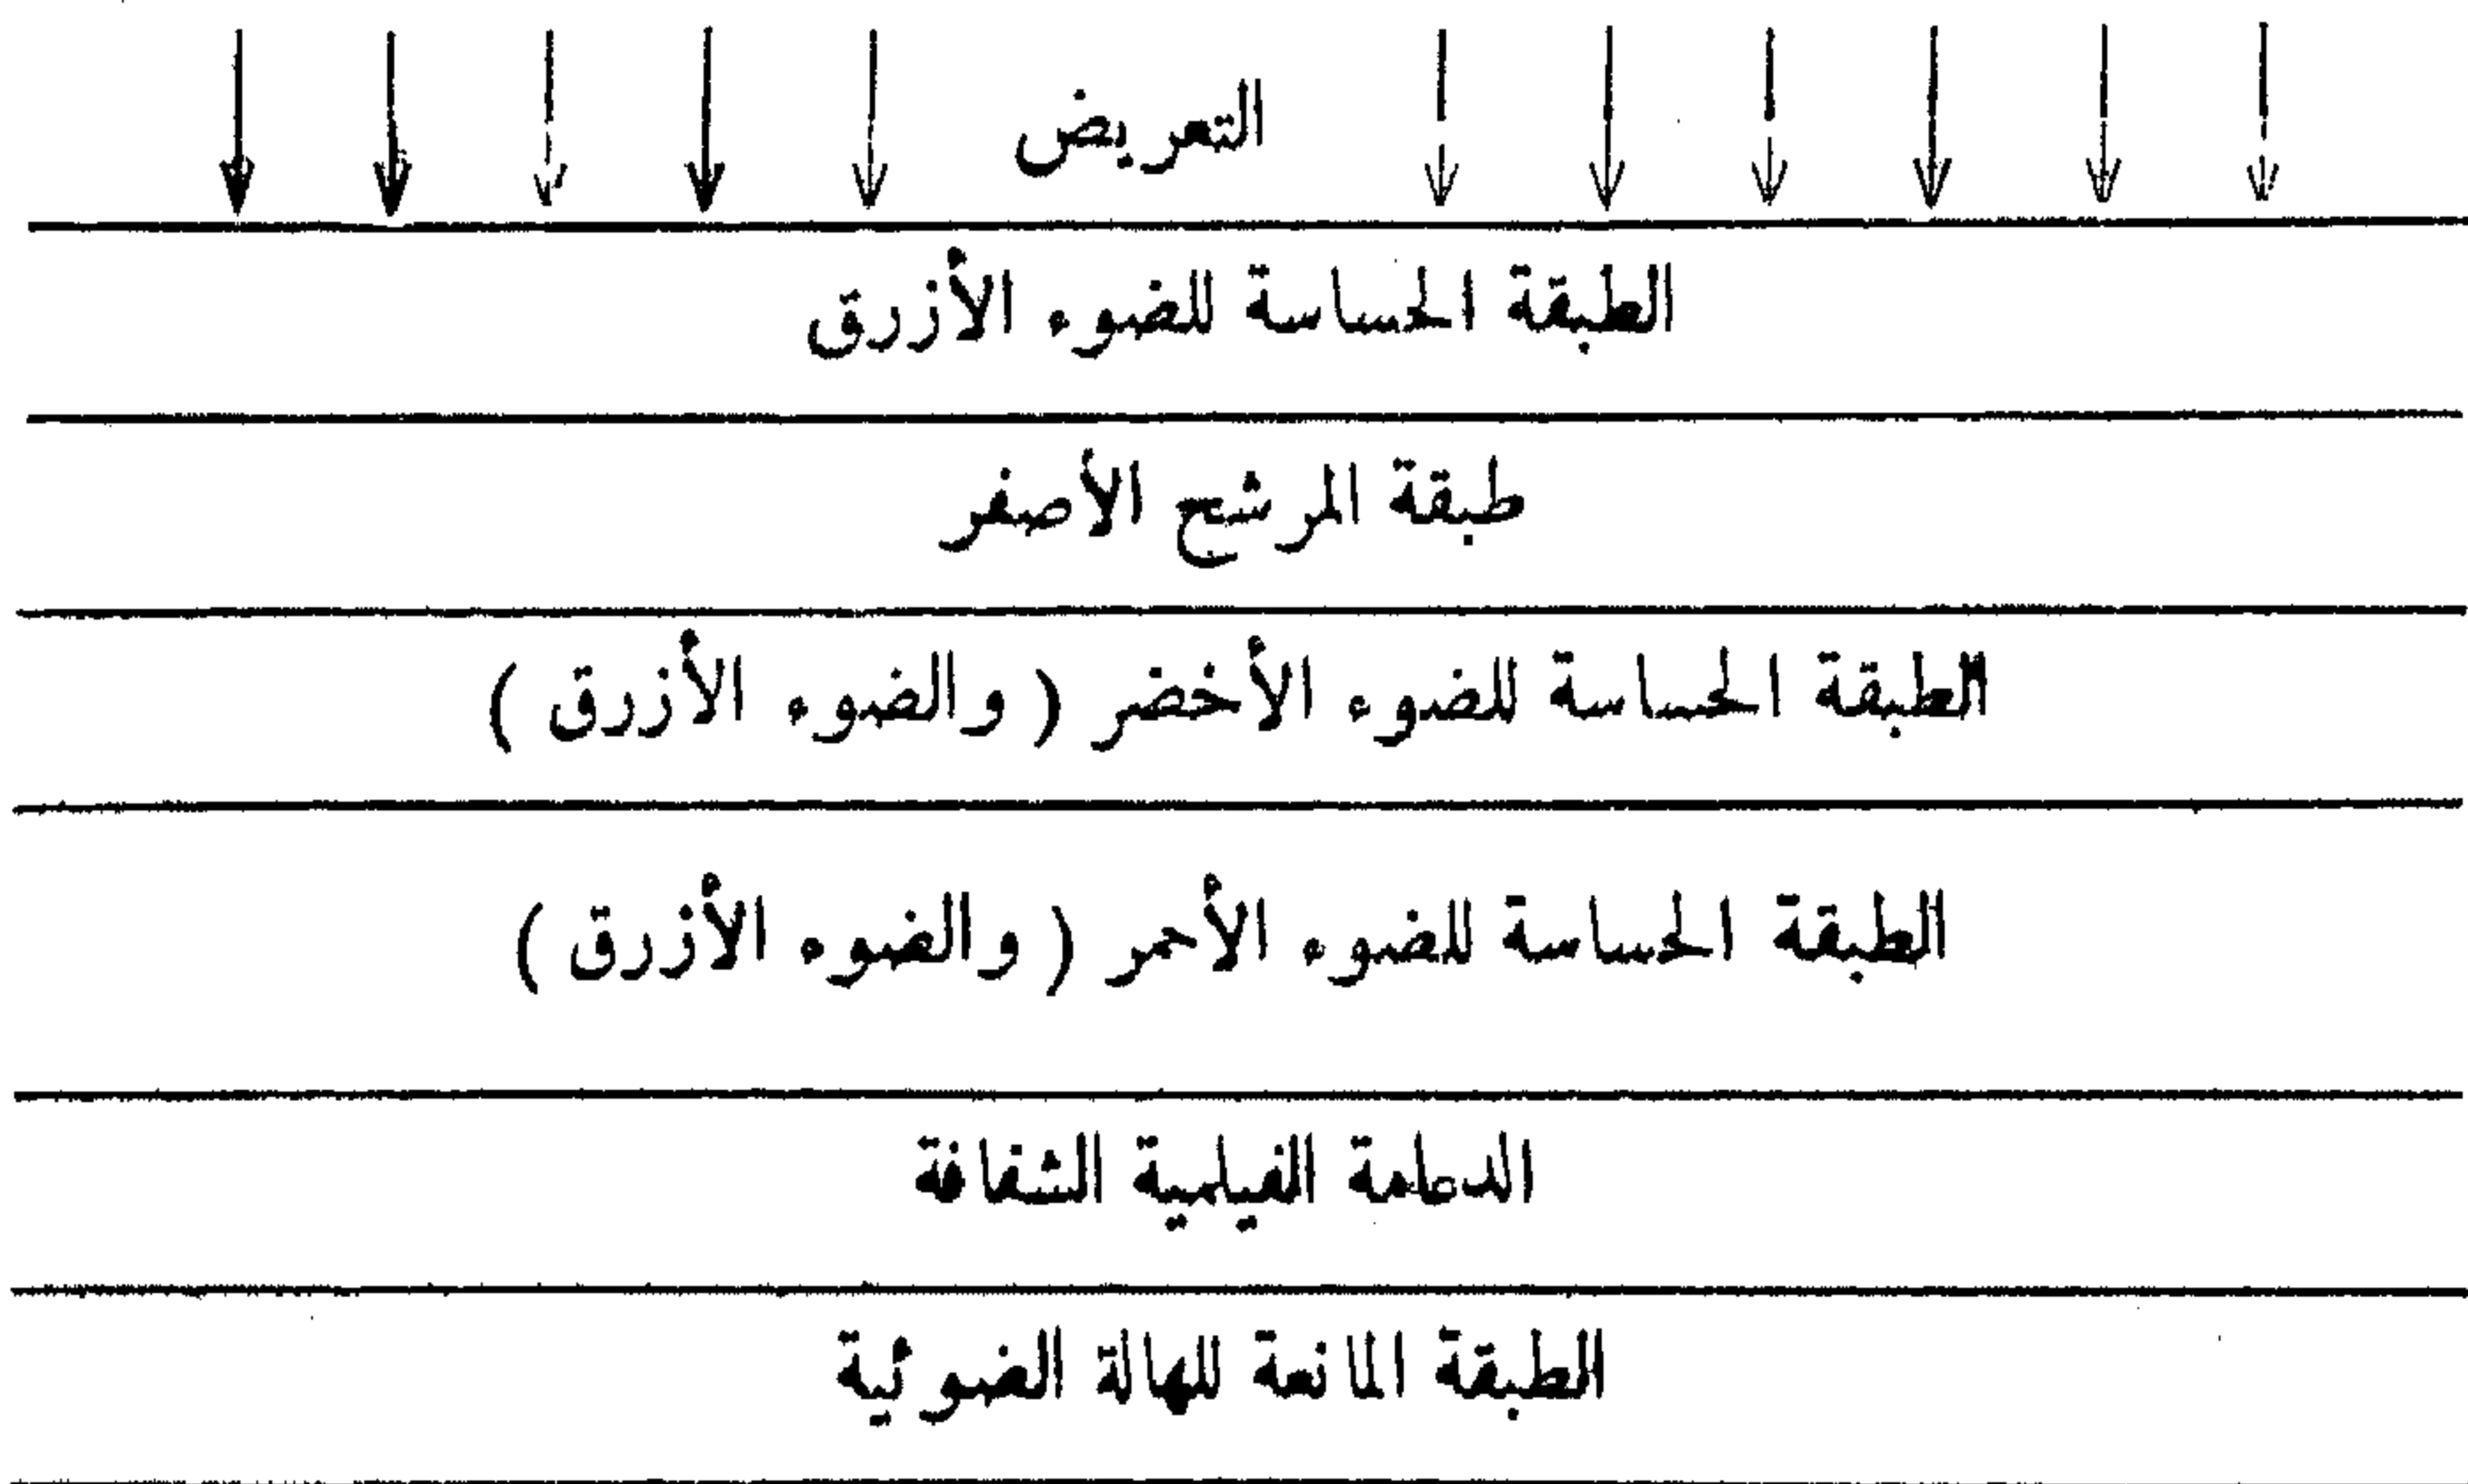 التعريض
الطبقة الحساسة للضوء الأزرق
طبقة المرشح الأصفر
الطبقة الحساسة للضوء الأخضر ( والضوء الأزرق )
الطبقة الحساسة للضوء الأحمر ( والضوء الأزرق )
الدعامة الفيلمية الشفافة
الطبقة المانعة للهالة الضوئية